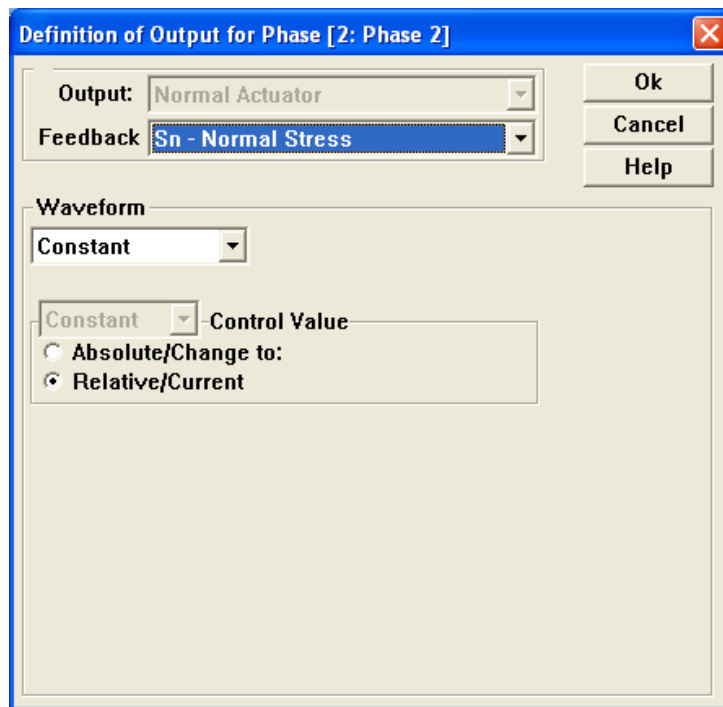 Definition of Output for Phase [2: Phase 2]
Output: Normal Actuator
Ok
Feedback Sn - Normal Stress
Cancel
Help
Waveform
Constant
Constant Control Value
Absolute/Change to:
Relative/Current